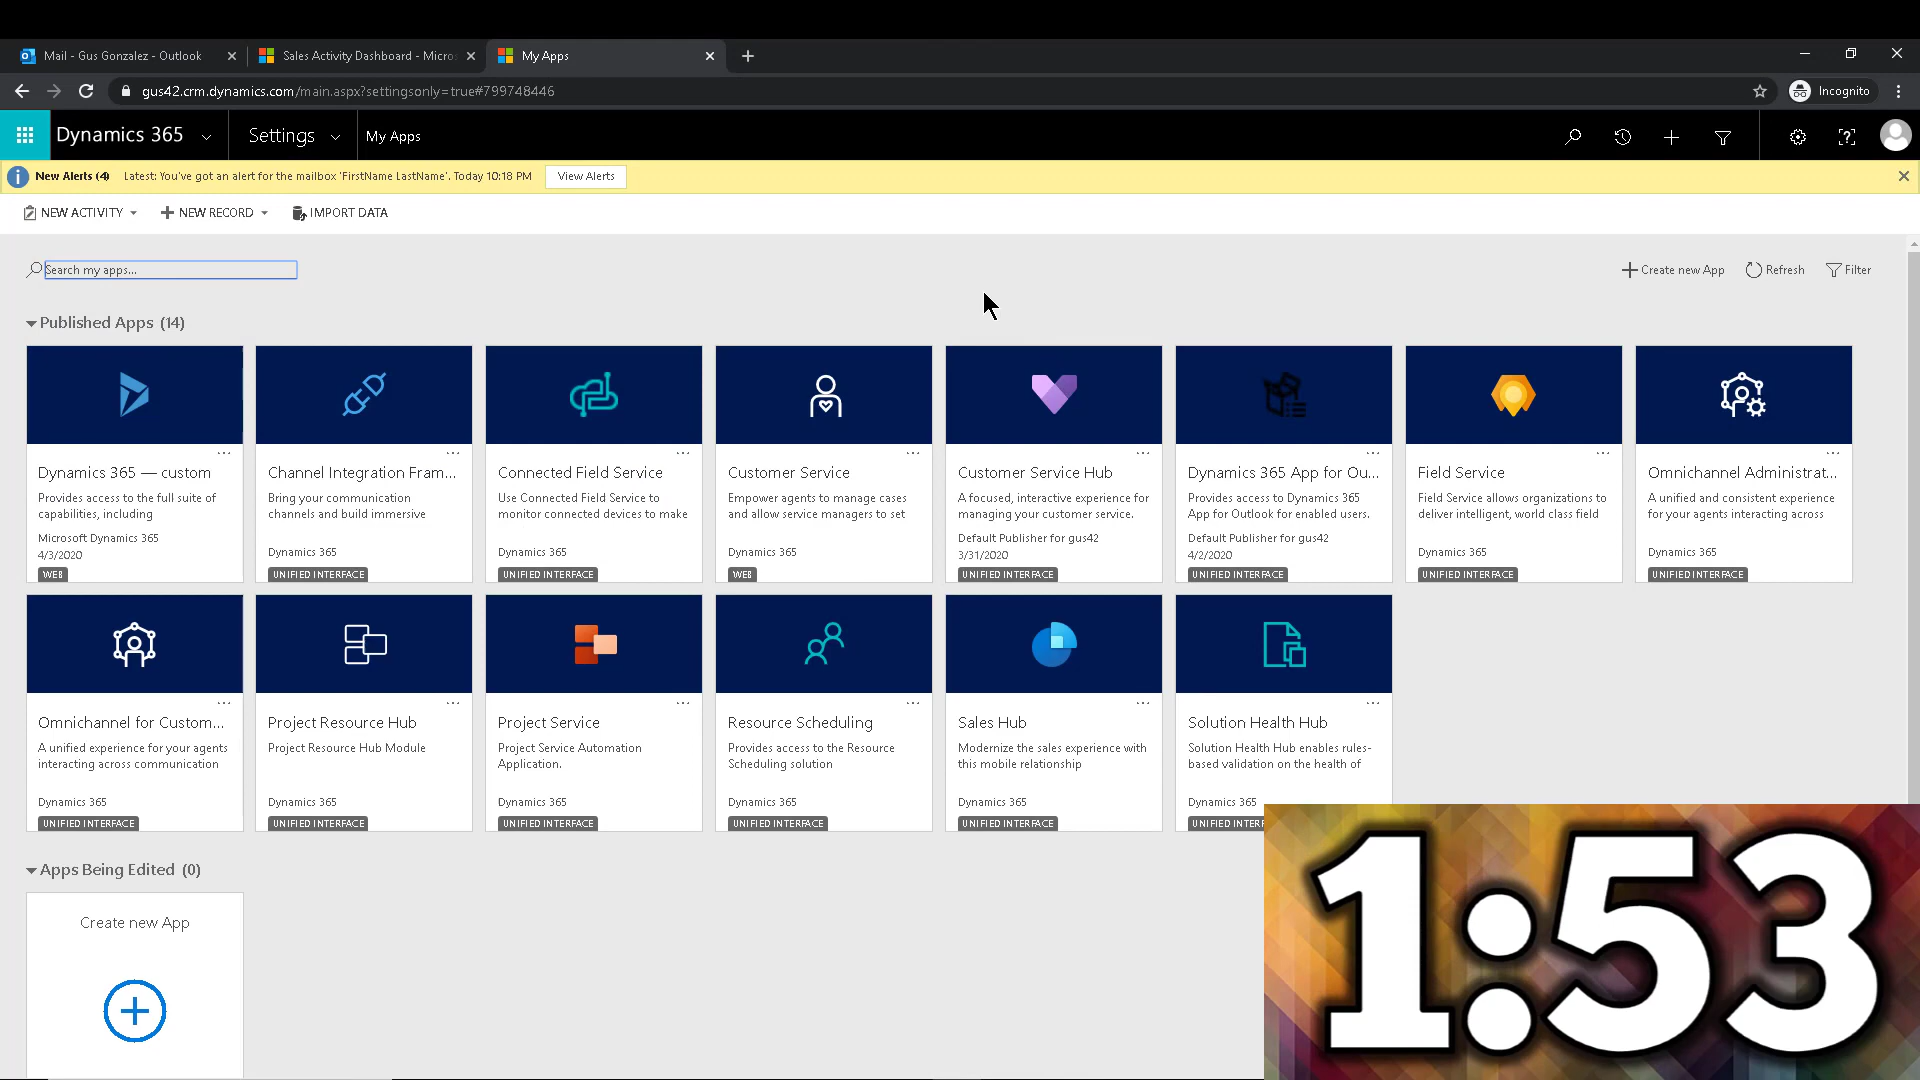 Mail - Gus Gonzalez - Outlook
Sales Activity Dashboard - Micros
My Apps
gus42.crm.dynamics.com/main.aspx?settingsonly=true#799748446
Incognito
Dynamics 365
Settings
My Apps
New Alerts (4) Latest: You've got an alert for the mailbox 'FirstName LastName'. Today 10:18 PM View Alerts
NEW ACTIVITY
NEW RECORD
IMPORT DATA
Search my apps...
Create new App
Refresh
Filter
Published Apps (14)
Dynamics 365 — custom
Provides access to the full suite of
capabilities, including
Microsoft Dynamics 365
4/3/2020
WEB
Channel Integration Fram...
Bring your communication
channels and build immersive
Dynamics 365
UNIFIED INTERFACE
Connected Field Service
Use Connected Field Service to
monitor connected devices to make
Dynamics 365
UNIFIED INTERFACE
Customer Service
Empower agents to manage cases
and allow service managers to set
Dynamics 365
WEB
Customer Service Hub
A focused, interactive experience for
managing your customer service.
Default Publisher for gus42
3/31/2020
UNIFIED INTERFACE
Dynamics 365 App for Ou...
Provides access to Dynamics 365
App for Outlook for enabled users.
Default Publisher for gus42
4/2/2020
UNIFIED INTERFACE
Field Service
Field Service allows organizations to
deliver intelligent, world class field
Dynamics 365
UNIFIED INTERFACE
Omnichannel Administrat...
A unified and consistent experience
for your agents interacting across
Dynamics 365
UNIFIED INTERFACE
Omnichannel for Custom...
A unified experience for your agents
interacting across communication
Dynamics 365
UNIFIED INTERFACE
Project Resource Hub
Project Resource Hub Module
Dynamics 365
UNIFIED INTERFACE
Project Service
Project Service Automation
Application.
Dynamics 365
UNIFIED INTERFACE
Resource Scheduling
Provides access to the Resource
Scheduling solution
Dynamics 365
UNIFIED INTERFACE
Sales Hub
Modernize the sales experience with
this mobile relationship
Dynamics 365
UNIFIED INTERFACE
Solution Health Hub
Solution Health Hub enables rules-
based validation on the health of
Dynamics 365
UNIFIED INTERF
Apps Being Edited (0)
Create new App
1:53